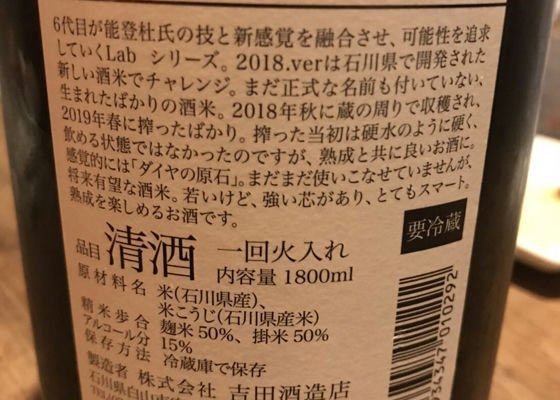 6代目が能登杜氏の技と新感覚を融合させ、可能性を追求
していくLab シリーズ。2018.verは石川県で開発された
新しい酒米でチャレンジ。まだ正式な名前も付いていない、
生まれたばかりの酒米。2018年秋に蔵の周りで収穫され、
2019年春に搾ったばかり。搾った当初は硬水のように硬く、
飲める状態ではなかったのですが、熟成と共に良いお酒に。
感覚的には「ダイヤの原石」。まだまだ使いこなせていませんが、
将来有望な酒米。若いけど、強い芯があり、とてもスマート。
熟成を楽しめるお酒です。
要冷蔵
品目 清酒 一回火入れ
内容量 1800ml
原材料名 米(石川県産)、
米こうじ(石川県産米)
精米歩合 麹米50%、掛米50%
アルコール分 15%
保存方法 冷蔵庫で保存
製造者 株式会社 吉田酒造店
石川県白山市
934347 010292